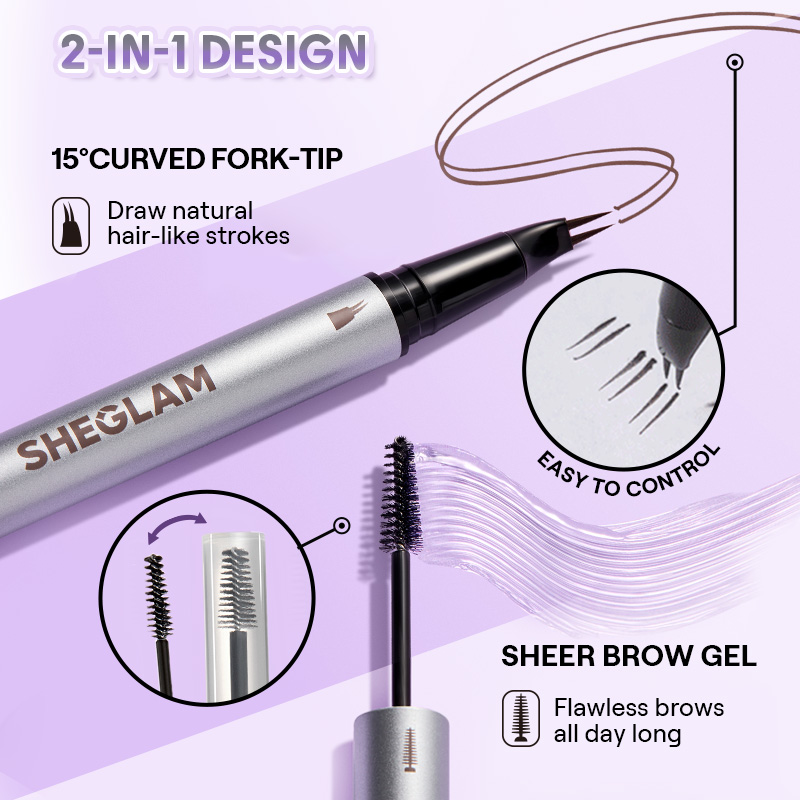 2-IN-1 DESIGN
15°CURVED FORK-TIP
Draw natural
hair-like strokes
SHEGLAM
EASY TO CONTROL
SHEER BROW GEL
Flawless brows
all day long